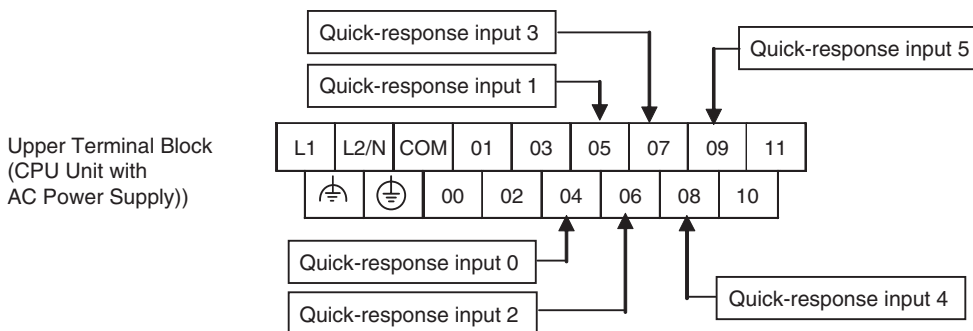 Quick-response input 3
Quick-response input 5
Quick-response input 1
Upper Terminal Block
(CPU Unit with
AC Power Supply))
L1 L2/N COM 01 03 05 07 09 11
00 02 04 06 08 10
Quick-response input 0
Quick-response input 2
Quick-response input 4